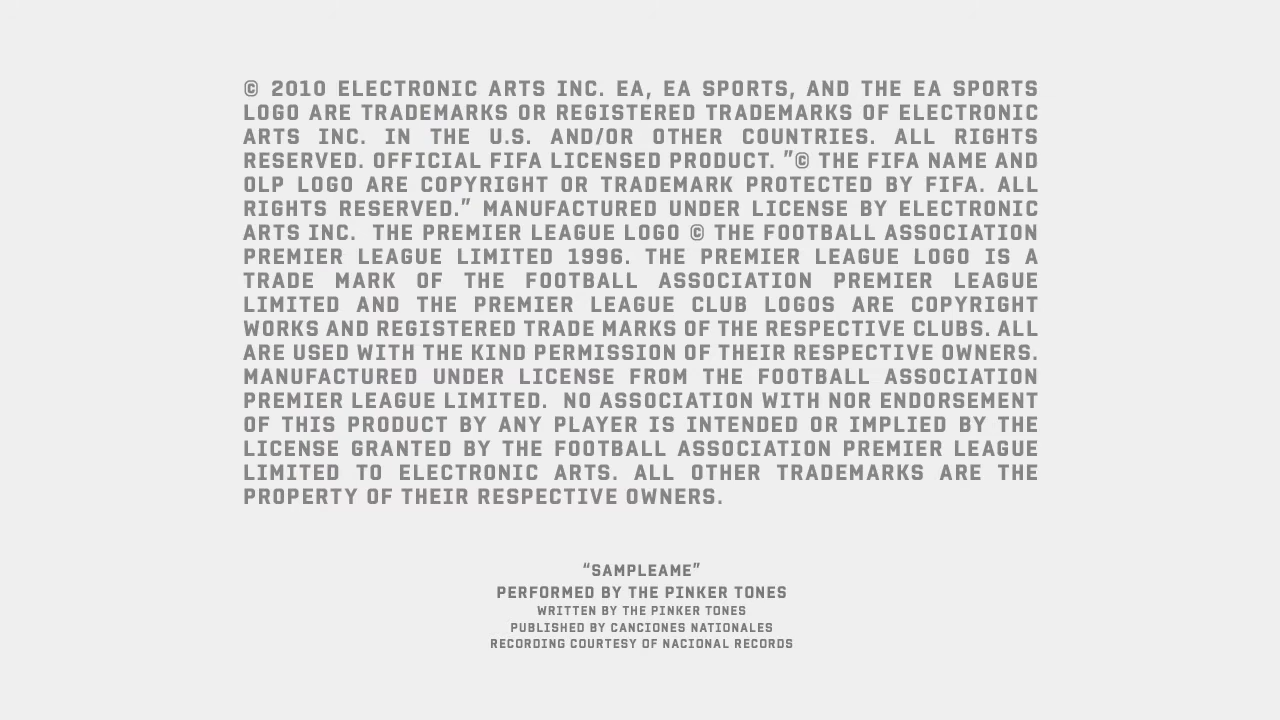 © 2010 ELECTRONIC ARTS INC. EA, EA SPORTS, AND THE EA SPORTS
LOGO ARE TRADEMARKS OR REGISTERED TRADEMARKS OF ELECTRONIC
ARTS INC. IN THE U.S. AND/OR OTHER COUNTRIES. ALL RIGHTS
RESERVED. OFFICIAL FIFA LICENSED PRODUCT. "© THE FIFA NAME AND
OLP LOGO ARE COPYRIGHT OR TRADEMARK PROTECTED BY FIFA. ALL
RIGHTS RESERVED." MANUFACTURED UNDER LICENSE BY ELECTRONIC
ARTS INC. THE PREMIER LEAGUE LOGO © THE FOOTBALL ASSOCIATION
PREMIER LEAGUE LIMITED 1996. THE PREMIER LEAGUE LOGO IS A
TRADE MARK OF THE FOOTBALL ASSOCIATION PREMIER LEAGUE
LIMITED AND THE PREMIER LEAGUE CLUB LOGOS ARE COPYRIGHT
WORKS AND REGISTERED TRADE MARKS OF THE RESPECTIVE CLUBS. ALL
ARE USED WITH THE KIND PERMISSION OF THEIR RESPECTIVE OWNERS.
MANUFACTURED UNDER LICENSE FROM THE FOOTBALL ASSOCIATION
PREMIER LEAGUE LIMITED. NO ASSOCIATION WITH NOR ENDORSEMENT
OF THIS PRODUCT BY ANY PLAYER IS INTENDED OR IMPLIED BY THE
LICENSE GRANTED BY THE FOOTBALL ASSOCIATION PREMIER LEAGUE
LIMITED TO ELECTRONIC ARTS. ALL OTHER TRADEMARKS ARE THE
PROPERTY OF THEIR RESPECTIVE OWNERS.
“SAMPLEAME”
PERFORMED BY THE PINKER TONES
WRITTEN BY THE PINKER TONES
PUBLISHED BY CANCIONES NATIONALES
RECORDING COURTESY OF NACIONAL RECORDS